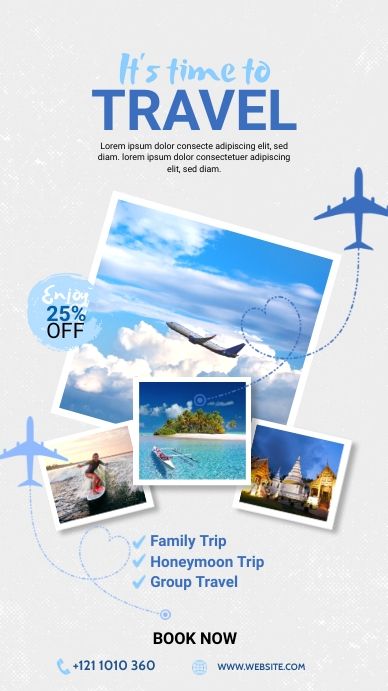 It's time to
TRAVEL
Lorem ipsum dolor consecte adipiscing elit, sed
diam. lorem ipsum dolor consectetuer adipiscing
elit, sed diam.
Enjoy
25%
OFF
Family Trip
Honeymoon Trip
Group Travel
BOOK NOW
+121 1010 360
WWW.WEBSITE.COM